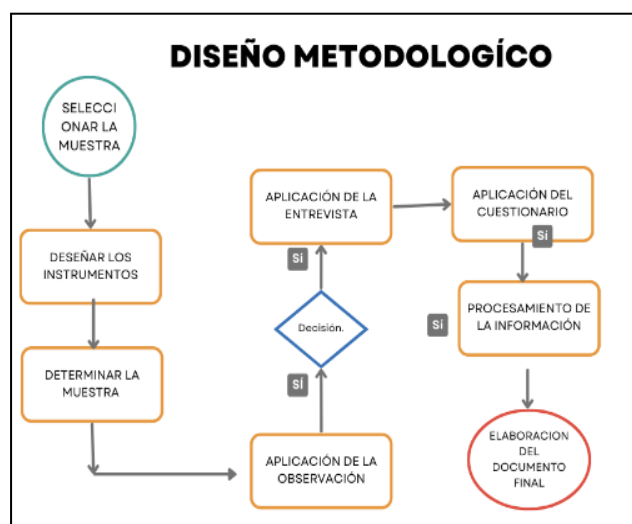 DISEÑO METODOLOGÍCO
SELECCI
ONAR LA
MUESTRA
DESEÑAR LOS
INSTRUMENTOS
DETERMINAR LA
MUESTRA
APLICACIÓN DE LA
OBSERVACIÓN
SÍ
Decisión.
Sí
APLICACIÓN DE LA
ENTREVISTA
APLICACIÓN DEL
CUESTIONARIO
Sí
PROCESAMIENTO DE
LA INFORMACIÓN
Sí
ELABORACION
DEL
DOCUMENTO
FINAL